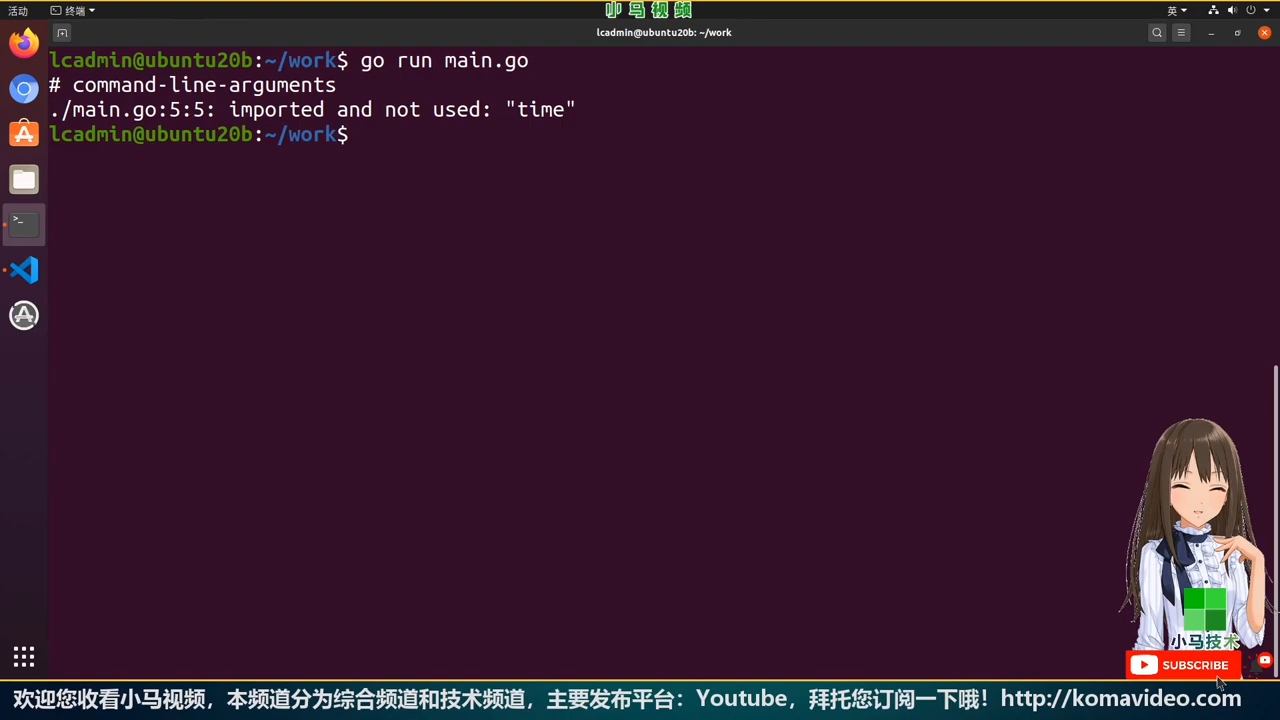 小马视频
活动 终端 英
lcadmin@ubuntu20b: ~/work
lcadmin@ubuntu20b:~/work$ go run main.go
# command-line-arguments
./main.go:5:5: imported and not used: "time"
lcadmin@ubuntu20b:~/work$
小马技术
SUBSCRIBE
欢迎您收看小马视频，本频道分为综合频道和技术频道，主要发布平台：Youtube，拜托您订阅一下哦！http://komavideo.com